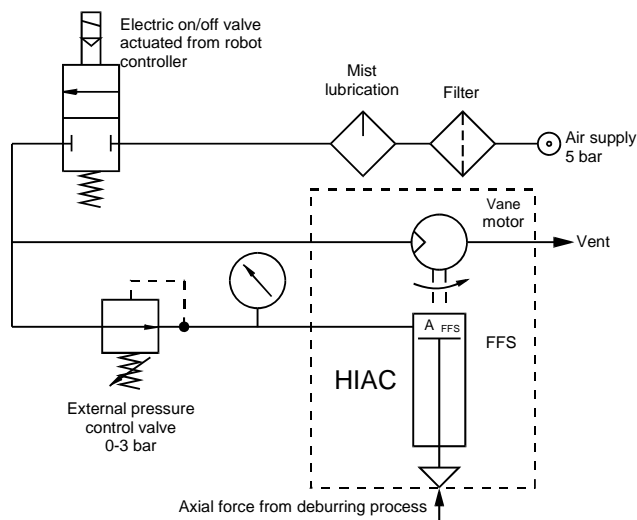 Electric on/off valve
actuated from robot
controller
Mist
lubrication
Filter
Air supply
5 bar
Vane
motor
Vent
A FFS
FFS
HIAC
External pressure
control valve
0-3 bar
Axial force from deburring process